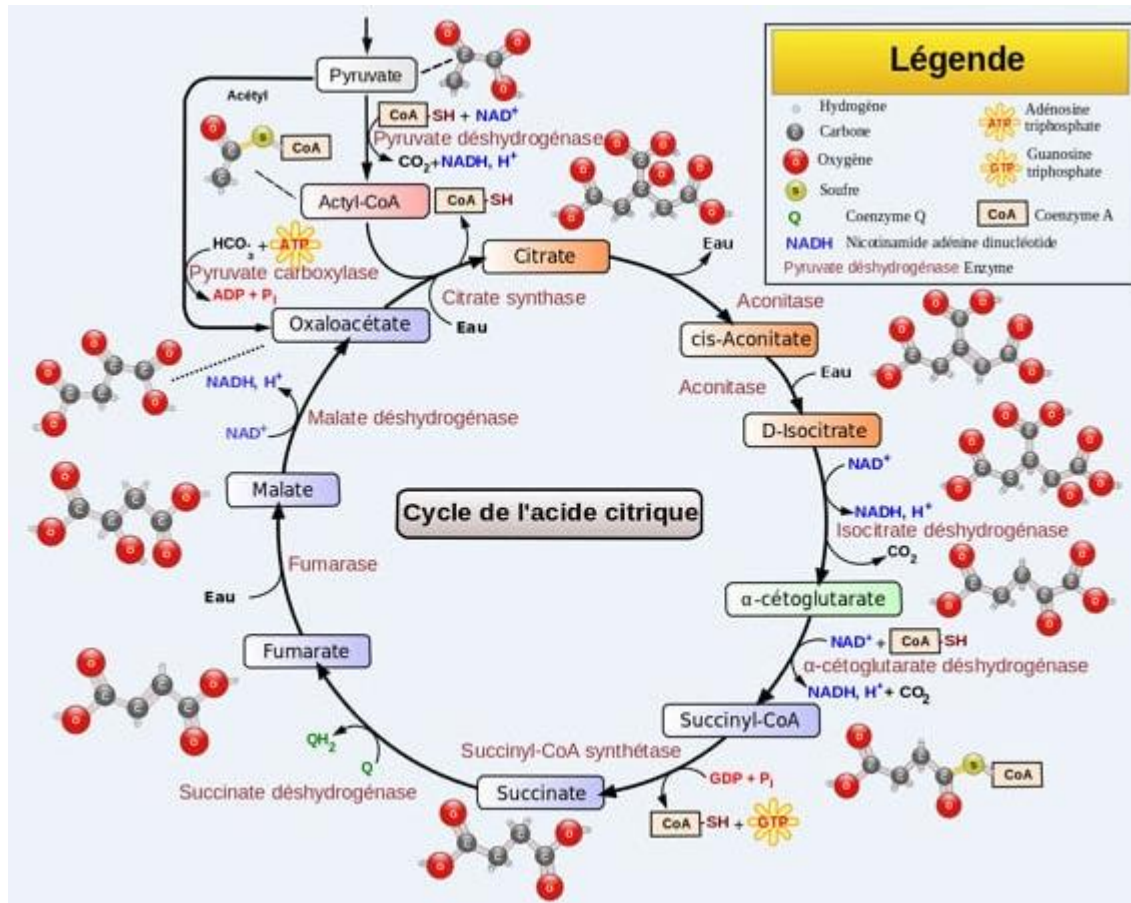 Légende
Hydrogène
Carbone
Oxygène
S Soufre
Q Coenzyme Q
NADH Nicotinamide adénine dinucléotide
Pyruvate déshydrogénase Enzyme
ATP Adénosine triphosphate
GTP Guanosine triphosphate
CoA Coenzyme A
Pyruvate
Acétyl
CoA-SH + NAD+
Pyruvate déshydrogénase
CO2+NADH, H+
S CoA
Actyl-CoA
CoA-SH
HCO-3 + ATP
Pyruvate carboxylase
ADP + Pi
Citrate
Eau
Citrate synthase
Eau
Oxaloacétate
Aconitase
cis-Aconitate
Aconitase
Eau
D-Isocitrate
NADH, H+
Malate déshydrogénase
NAD+
NAD+
NADH, H+
Isocitrate déshydrogénase
CO2
Malate
Cycle de l'acide citrique
Fumarase
Eau
α-cétoglutarate
NAD+ + CoA-SH
α-cétoglutarate déshydrogénase
NADH, H+ + CO2
Fumarate
Succinyl-CoA
Succinyl-CoA synthétase
GDP + Pi
CoA-SH + GTP
S CoA
QH2
Q
Succinate déshydrogénase
Succinate